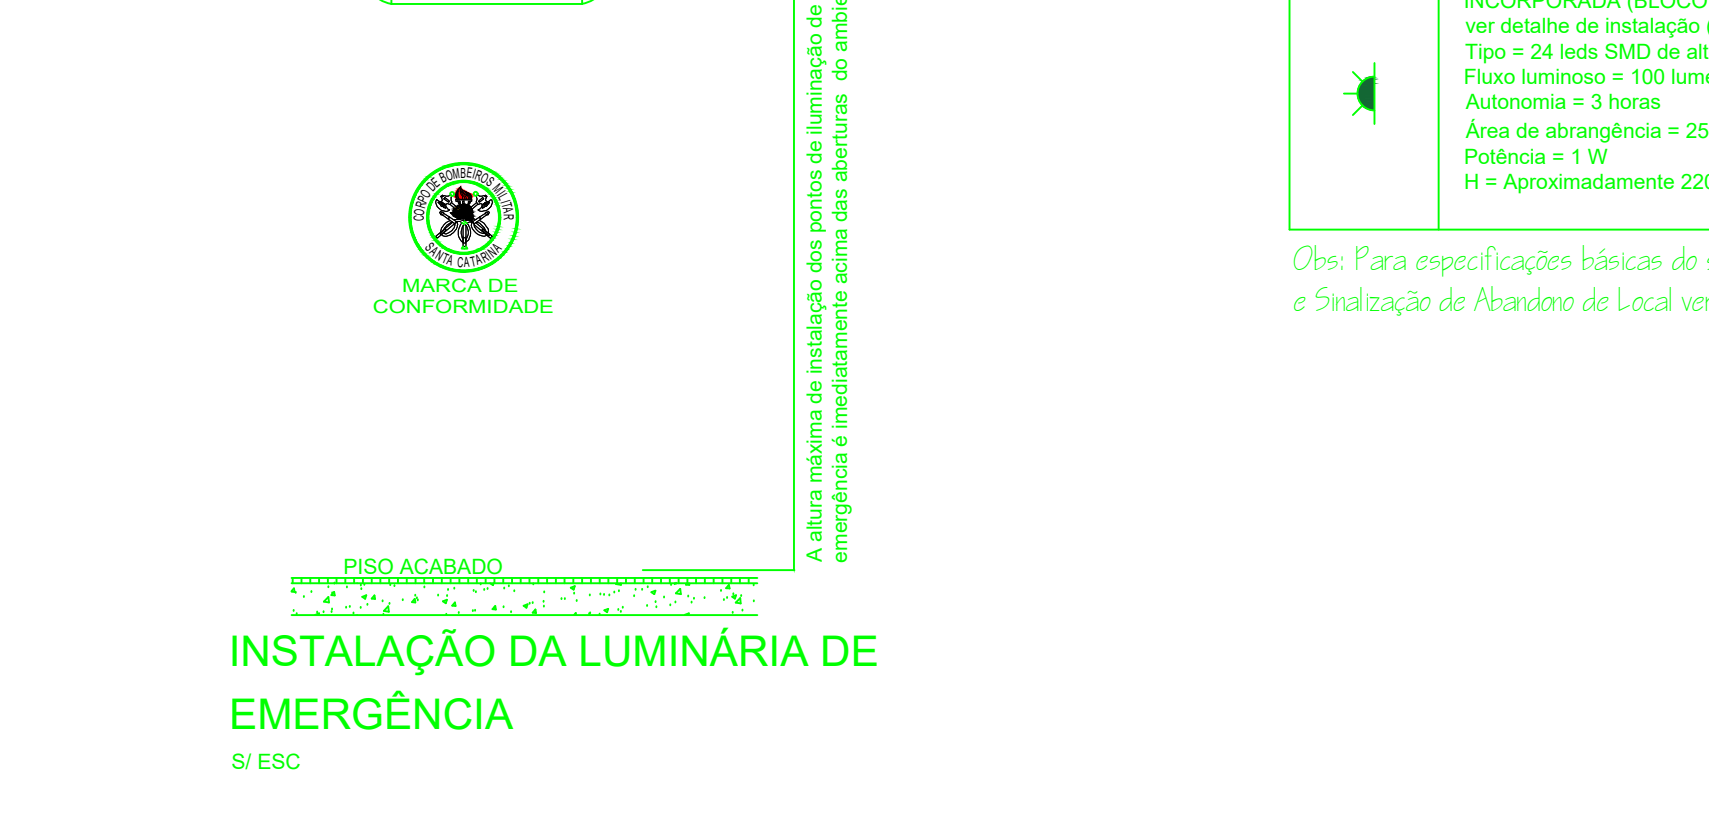 CORPO DE BOMBEIROS MILITAR
SANTA CATARINA
MARCA DE
CONFORMIDADE
A altura máxima de instalação dos pontos de iluminação de
emergência é imediatamente acima das aberturas do
PISO ACABADO
INSTALAÇÃO DA LUMINÁRIA DE
EMERGÊNCIA
S/ ESC
INCORPORADA (BLOCO
ver detalhe de instalação (
Tipo = 24 leds SMD de
Fluxo luminoso = 100
Autonomia = 3 horas
Área de abrangência = 25
Potência = 1 W
H = Aproximadamente
Obs: Para especificações básicas do
e Sinalização de Abandono de Local